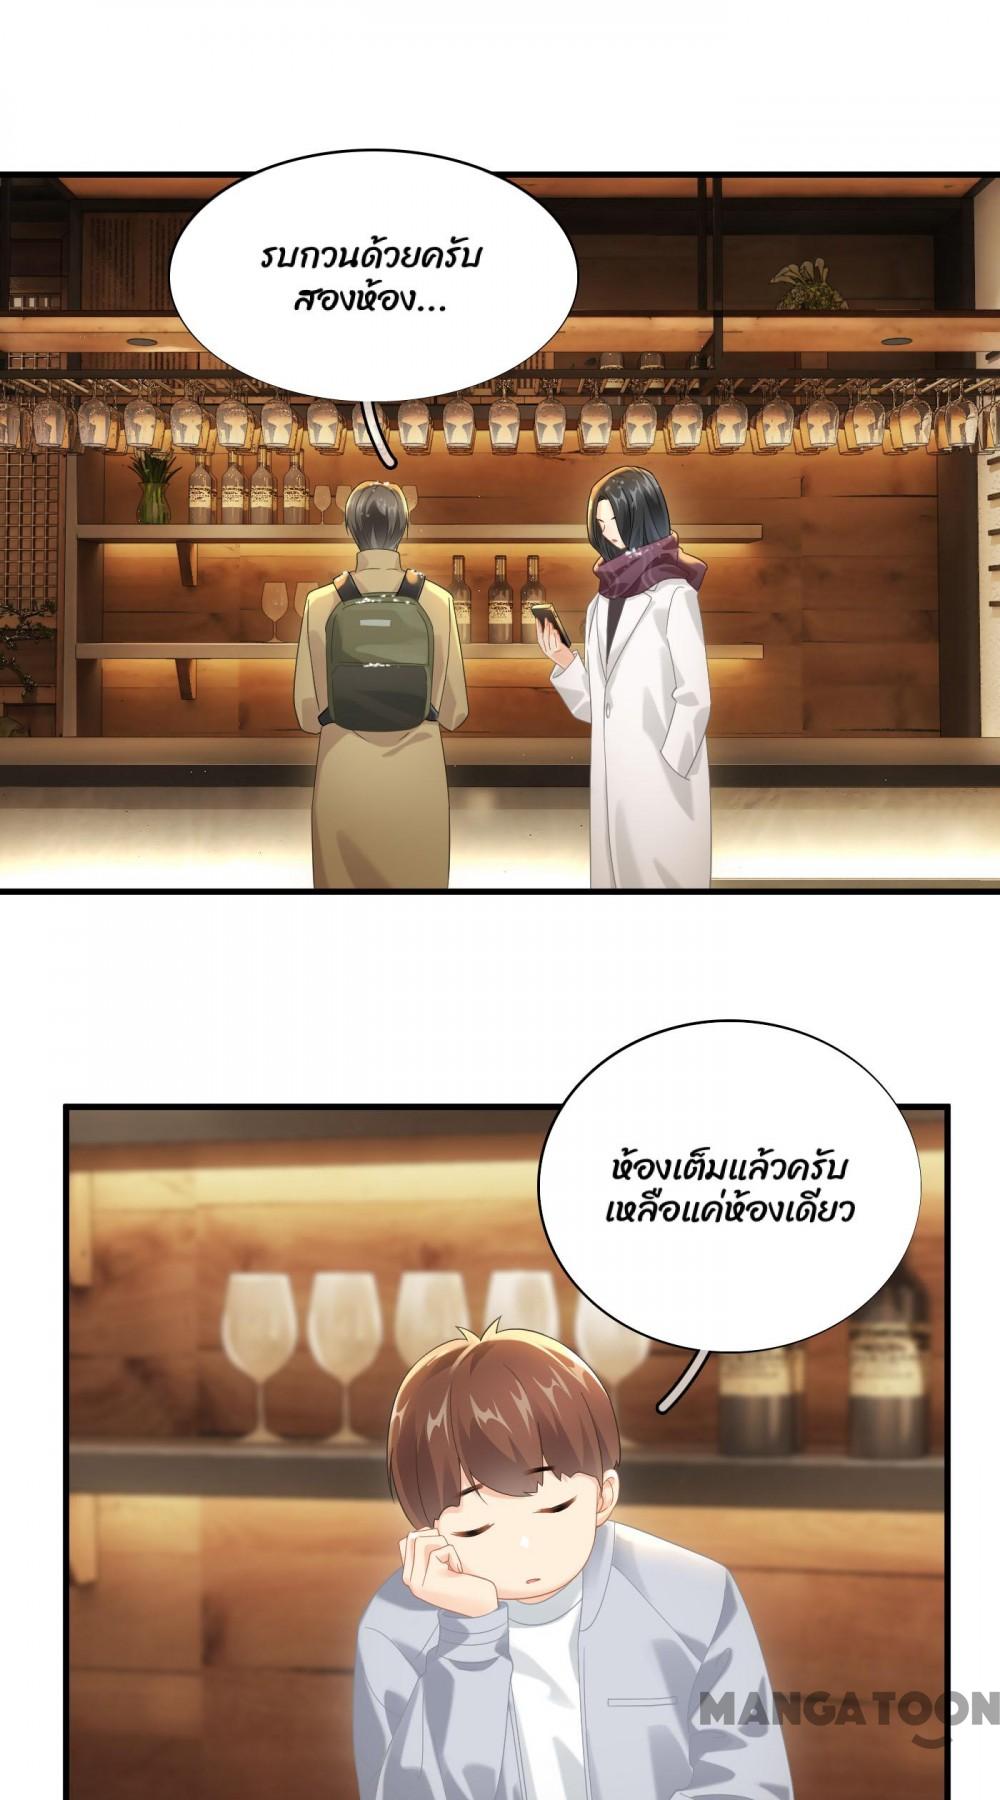 รบกวนด้วยครับ
สองห้อง...
ห้องเต็มแล้วครับ
เหลือแค่ห้องเดียว
MANGATOON